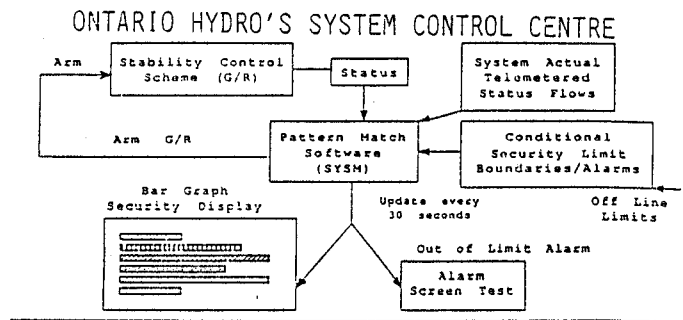 ONTARIO HYDRO'S SYSTEM CONTROL CENTRE
Arm
Stability Control
Scheme (G/R)
Status
System Actual
Telemetered
Status Flows
Arm G/R
Pattern Match
Software
(SYSM)
Conditional
Security Limit
Boundaries/Alarms
Bar Graph
Security Display
Update every
30 seconds
Off Line
Limits
Out of Limit Alarm
Alarm
Screen Test